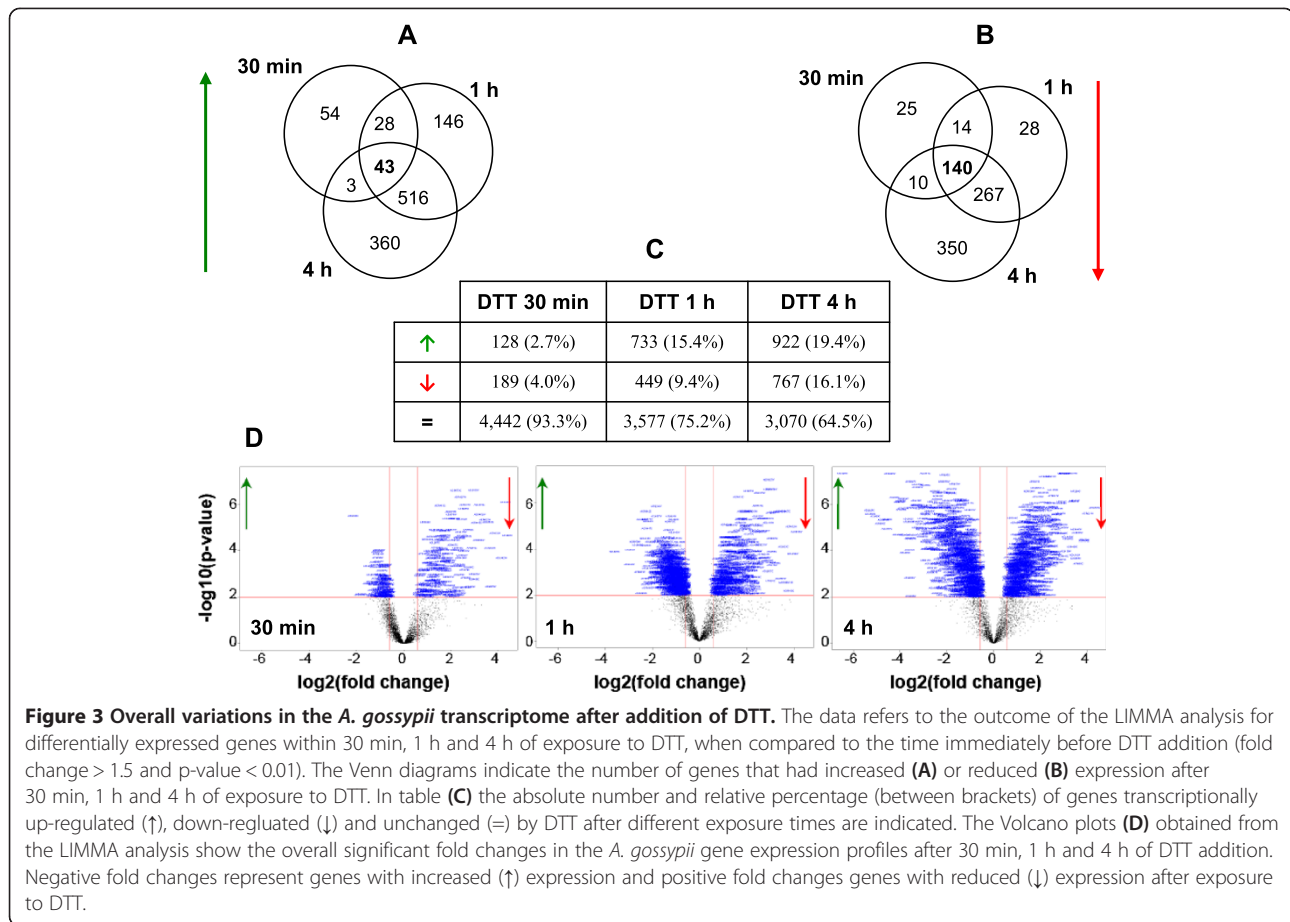 A
B
30 min
1 h
54
28
146
43
3
516
360
4 h
30 min
1 h
25
14
28
140
10
267
350
4 h
C
DTT 30 min DTT 1 h DTT 4 h
↑ 128 (2.7%) 733 (15.4%) 922 (19.4%)
↓ 189 (4.0%) 449 (9.4%) 767 (16.1%)
= 4,442 (93.3%) 3,577 (75.2%) 3,070 (64.5%)
D
-log10(p-value)
6
4
2
0
30 min
-6 -4 -2 0 2 4
log2(fold change)
6
4
2
0
1 h
-6 -4 -2 0 2 4
log2(fold change)
6
4
2
0
4 h
-6 -4 -2 0 2 4
log2(fold change)
Figure 3 Overall variations in the A. gossypii transcriptome after addition of DTT. The data refers to the outcome of the LIMMA analysis for
differentially expressed genes within 30 min, 1 h and 4 h of exposure to DTT, when compared to the time immediately before DTT addition (fold
change > 1.5 and p-value < 0.01). The Venn diagrams indicate the number of genes that had increased (A) or reduced (B) expression after
30 min, 1 h and 4 h of exposure to DTT. In table (C) the absolute number and relative percentage (between brackets) of genes transcriptionally
up-regulated (↑), down-regluated (↓) and unchanged (=) by DTT after different exposure times are indicated. The Volcano plots (D) obtained from
the LIMMA analysis show the overall significant fold changes in the A. gossypii gene expression profiles after 30 min, 1 h and 4 h of DTT addition.
Negative fold changes represent genes with increased (↑) expression and positive fold changes genes with reduced (↓) expression after exposure
to DTT.